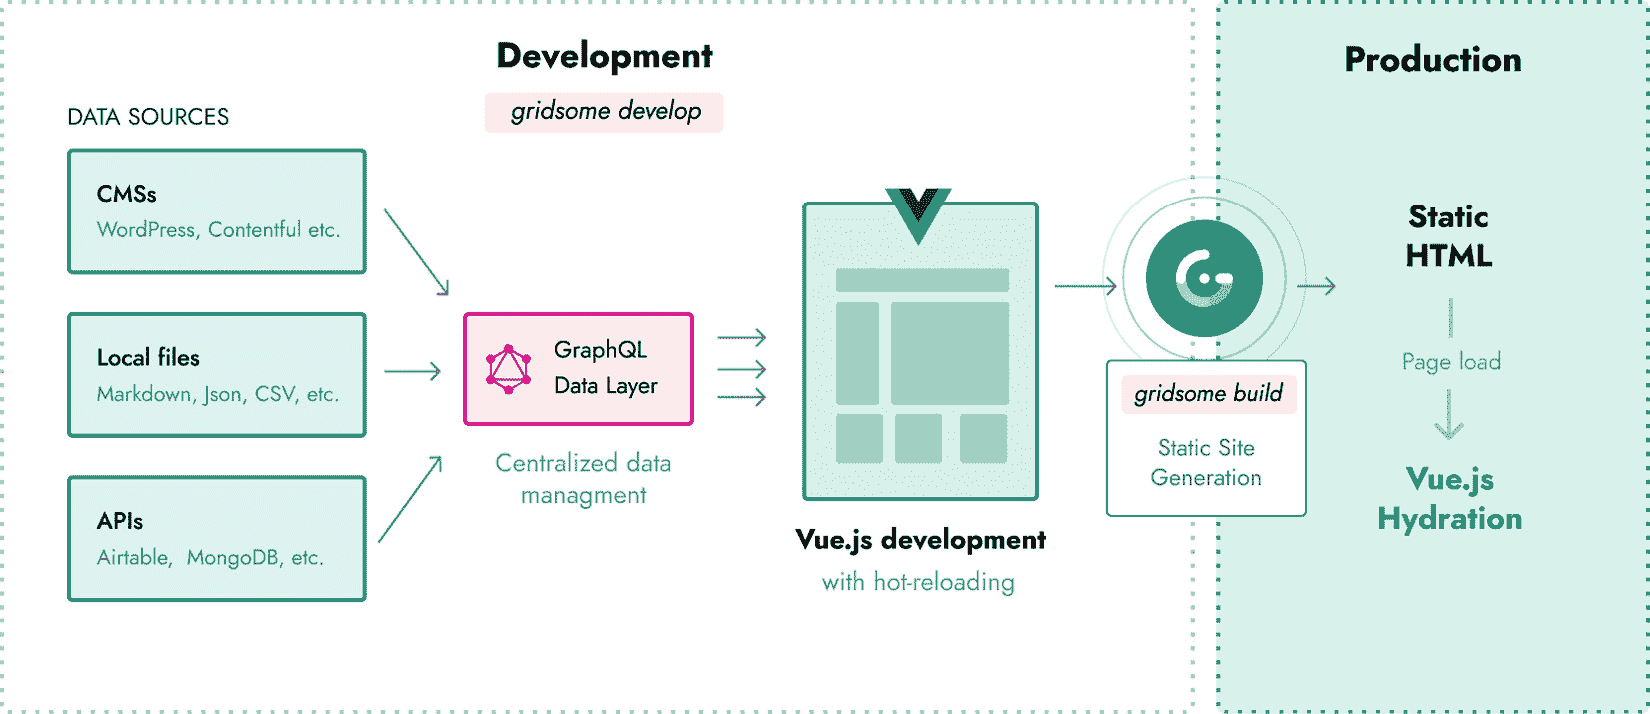 Development
gridsome develop
DATA SOURCES
CMSs
WordPress, Contentful etc.
Local files
Markdown, Json, CSV, etc.
APIs
Airtable, MongoDB, etc.
GraphQL
Data Layer
Centralized data
managment
Vue.js development
with hot-reloading
gridsome build
Static Site
Generation
Production
Static
HTML
Page load
Vue.js
Hydration